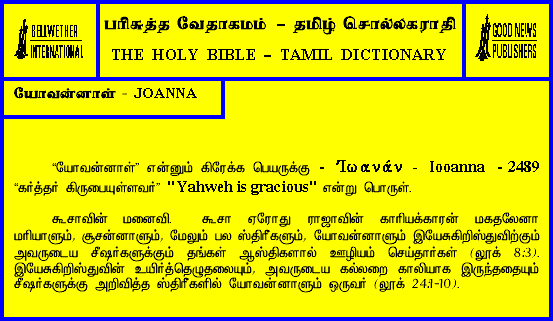 BELLWETHER
INTERNATIONAL
பரிசுத்த வேதாகமம் – தமிழ் சொல்லகராதி
THE HOLY BIBLE – TAMIL DICTIONARY
GOOD NEWS
PUBLISHERS
யோவன்னாள் - JOANNA
“யோவன்னாள்” என்னும் கிரேக்க பெயருக்கு - Ἰωανάν - Iooanna - 2489
“கர்த்தர் கிருபையுள்ளவர்” "Yahweh is gracious" என்று பொருள்.
கூசாவின் மனைவி. கூசா ஏரோது ராஜாவின் காரியக்காரன் மகதலேனா
மரியாளும், சூசன்னாளும், மேலும் பல ஸ்திரீகளும், யோவன்னாளும் இயேசுகிறிஸ்துவிற்கும்
அவருடைய சீஷர்களுக்கும் தங்கள் ஆஸ்திகளால் ஊழியம் செய்தார்கள் (லூக் 8:3).
இயேசுகிறிஸ்துவின் உயிர்த்தெழுதலையும், அவருடைய கல்லறை காலியாக இருந்ததையும்
சீஷர்களுக்கு அறிவித்த ஸ்திரீகளில் யோவன்னாளும் ஒருவர் (லூக் 24:1-10).